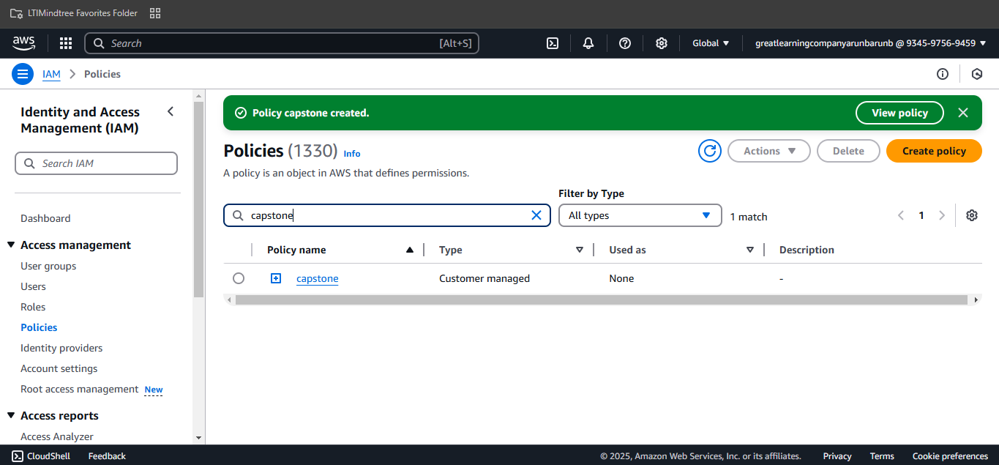 LTIMindtree Favorites Folder
aws
Search [Alt+S]
Global
greatlearningcompanyarunbarunb @ 9345-9756-9459
IAM
Policies
Identity and Access
Management (IAM)
Search IAM
Dashboard
Access management
User groups
Users
Roles
Policies
Identity providers
Account settings
Root access management New
Access reports
Access Analyzer
Policy capstone created.
View policy
Policies (1330) Info
Actions
Delete
Create policy
A policy is an object in AWS that defines permissions.
Filter by Type
capstone
All types
1 match
1
Policy name Type Used as Description
capstone Customer managed None -
CloudShell Feedback © 2025, Amazon Web Services, Inc. or its affiliates. Privacy Terms Cookie preferences